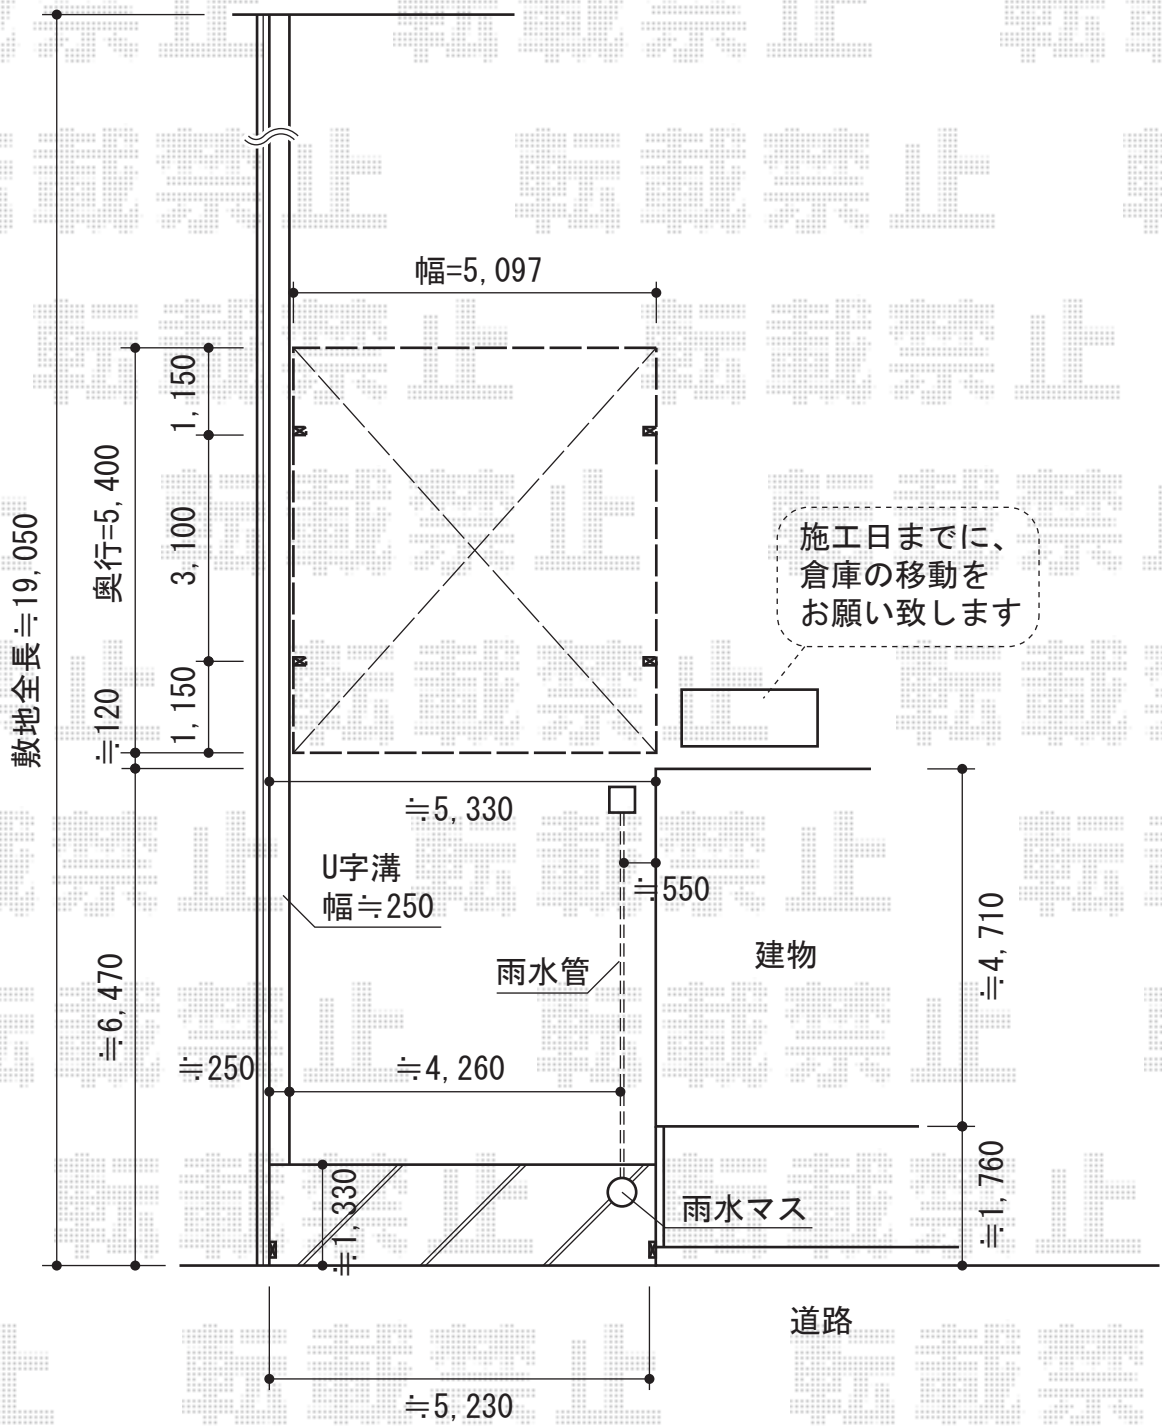 幅=5,097
1,150
3,100
1,150
奥行=5,400
≒120
敷地全長≒19,050
施工日までに、
倉庫の移動を
お願い致します
≒5,330
≒550
U字溝
幅≒250
雨水管
建物
≒4,710
≒6,470
≒250
≒4,260
≒1,330
雨水マス
≒1,760
道路
≒5,230
転載禁止